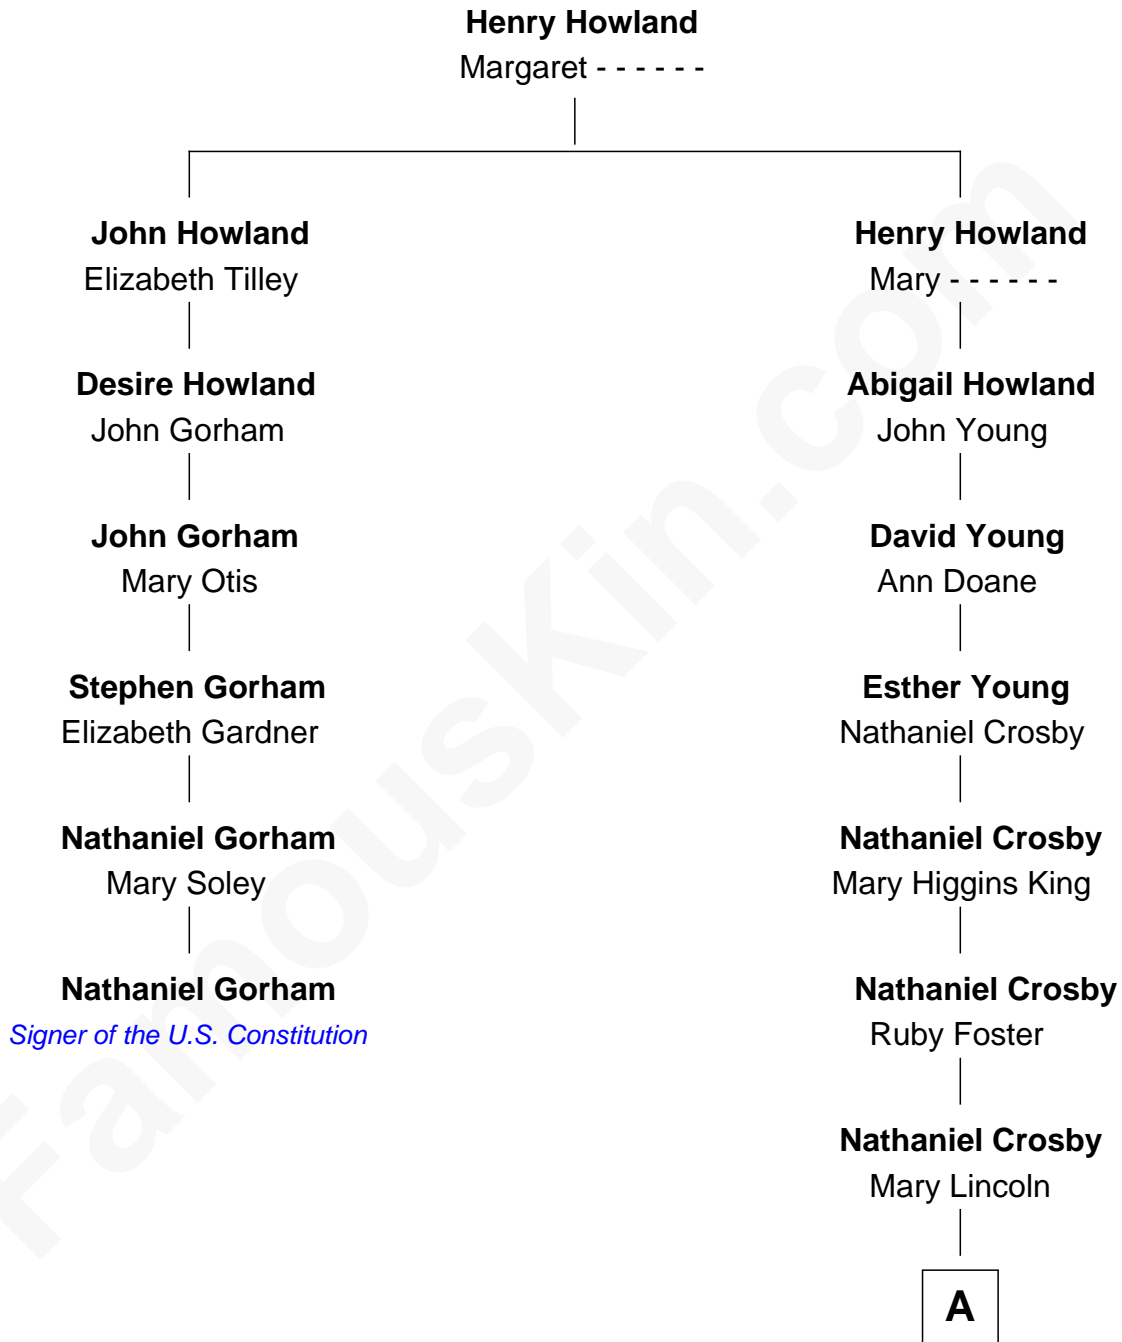 Henry Howland
Margaret - - - - - -
John Howland
Elizabeth Tilley
Henry Howland
Mary - - - - - -
Desire Howland
John Gorham
Abigail Howland
John Young
John Gorham
Mary Otis
David Young
Ann Doane
Stephen Gorham
Elizabeth Gardner
Esther Young
Nathaniel Crosby
Nathaniel Gorham
Mary Soley
Nathaniel Crosby
Mary Higgins King
Nathaniel Gorham
Signer of the U.S. Constitution
Nathaniel Crosby
Ruby Foster
Nathaniel Crosby
Mary Lincoln
A
FamousKin.com